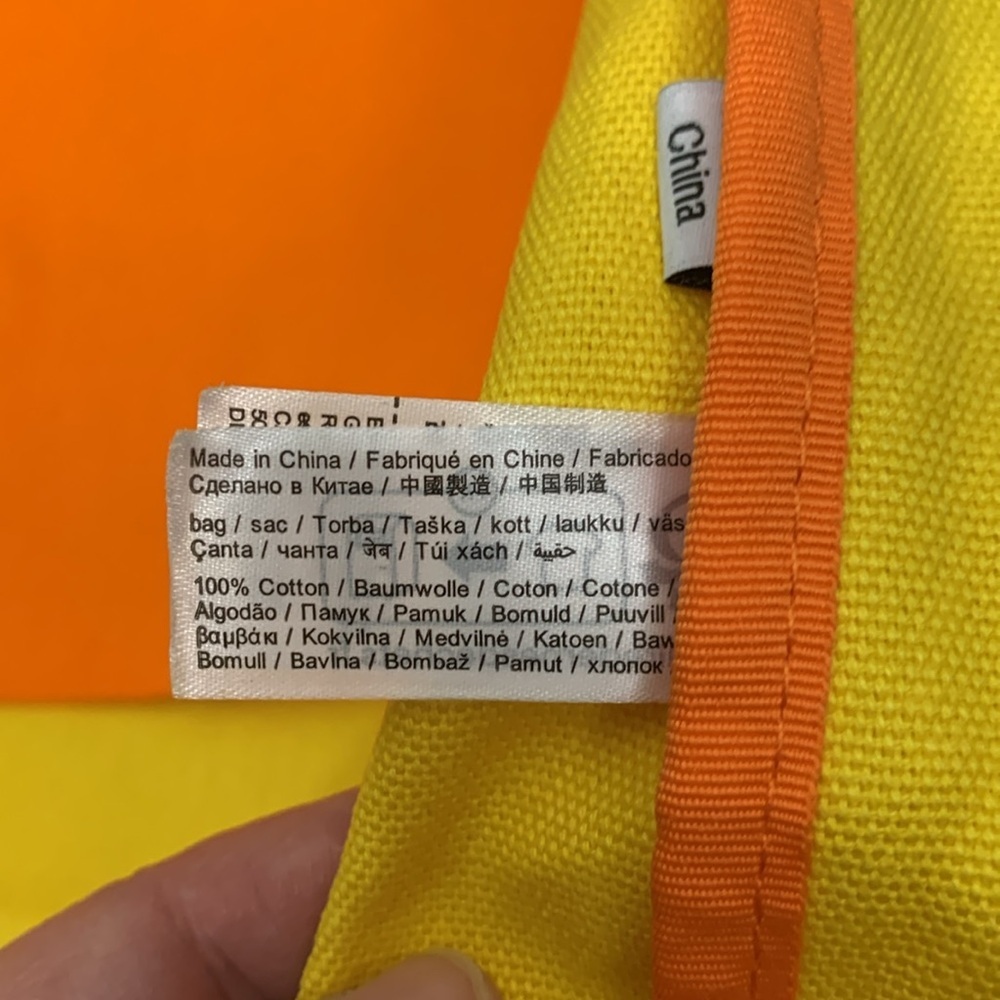 China
Made in China / Fabriqué en Chine / Fabricado
Сделано в Китае / 中國製造 / 中国制造
bag / sac / Torba / Taška / kott / laukku / väs
Çanta / чанта / जेब / Túi xách / حقيبة
100% Cotton / Baumwolle / Coton / Cotone /
Algodão / Памук / Pamuk / Bomuld / Puuvill
βαμβάκι / Kokvilna / Medvilnė / Katoen / Baw
Bomull / Bavlna / Bombaž / Pamut / хлопок